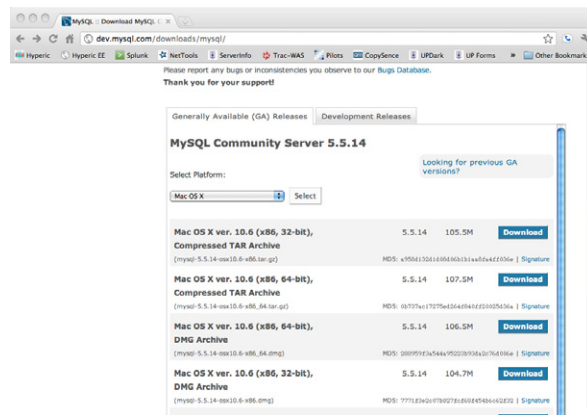 MySQL :: Download MySQL C
dev.mysql.com/downloads/mysql/
Hyperic Hyperic EE Splunk NetTools ServerInfo Trac-WAS Pilots CopySence UPDark UP Forms » Other Bookmark
Please report any bugs or inconsistencies you observe to our Bugs Database.
Thank you for your support!
Generally Available (GA) Releases Development Releases
MySQL Community Server 5.5.14
Looking for previous GA
versions?
Select Platform:
Mac OS X Select
Mac OS X ver. 10.6 (x86, 32-bit), 5.5.14 105.5M Download
Compressed TAR Archive
(mysql-5.5.14-osx10.6-x86.tar.gz) MD5: | Signature
Mac OS X ver. 10.6 (x86, 64-bit), 5.5.14 107.5M Download
Compressed TAR Archive
(mysql-5.5.14-osx10.6-x86_64.tar.gz) MD5: | Signature
Mac OS X ver. 10.6 (x86, 64-bit), 5.5.14 106.5M Download
DMG Archive
(mysql-5.5.14-osx10.6-x86_64.dmg) MD5: | Signature
Mac OS X ver. 10.6 (x86, 32-bit), 5.5.14 104.7M Download
DMG Archive
(mysql-5.5.14-osx10.6-x86.dmg) MD5: | Signature